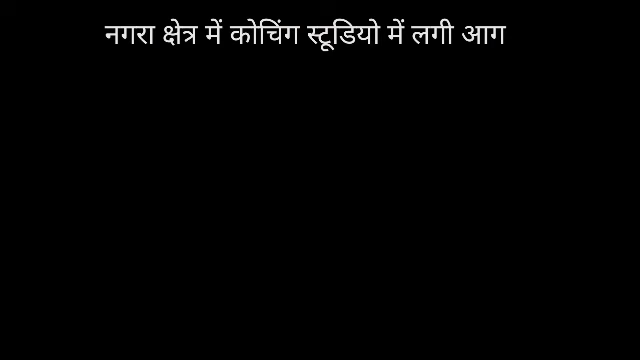 नगरा क्षेत्र में कोचिंग स्टूडियो में लगी आग